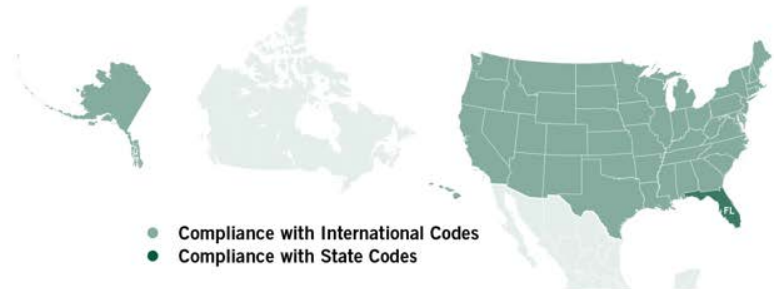 FL
Compliance with International Codes
Compliance with State Codes